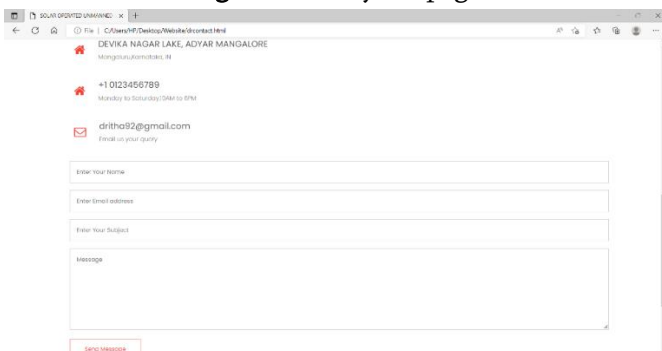 SOLAR OPERATED UNMANNED
File | C:/Users/HP/Desktop/Website/drcontact.html
DEVIKA NAGAR LAKE, ADYAR MANGALORE
Mangaluru,Karnataka, IN
+1 0123456789
Monday to Saturday,10AM to 6PM
dritha92@gmail.com
Email us your query
Enter Your Name
Enter Email address
Enter Your Subject
Message
Send Message